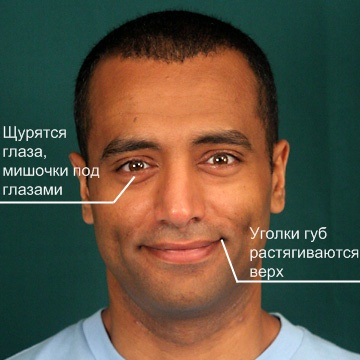 Щурятся
глаза,
мишочки под
глазами
Уголки губ
растягиваются
верх